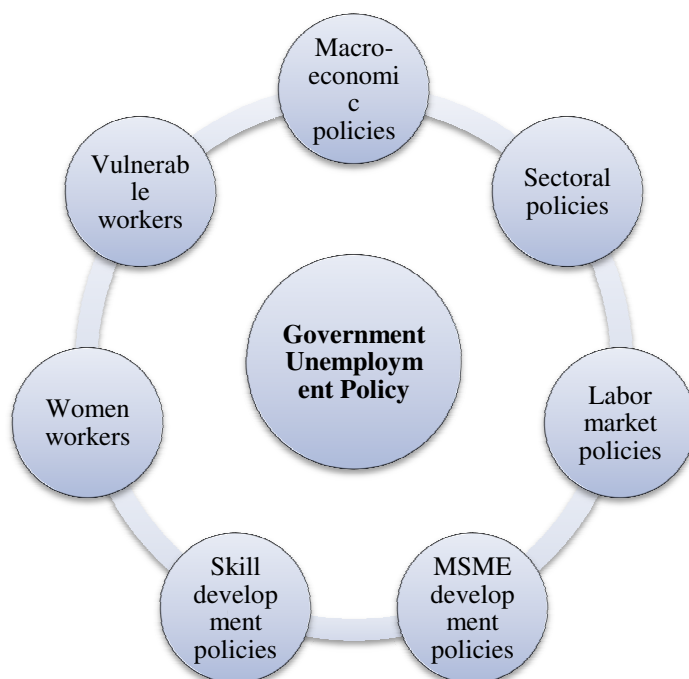 Macro-
economi
c
policies
Sectoral
policies
Labor
market
policies
MSME
develop
ment
policies
Skill
develop
ment
policies
Women
workers
Vulnerab
le
workers
Government
Unemploym
ent Policy